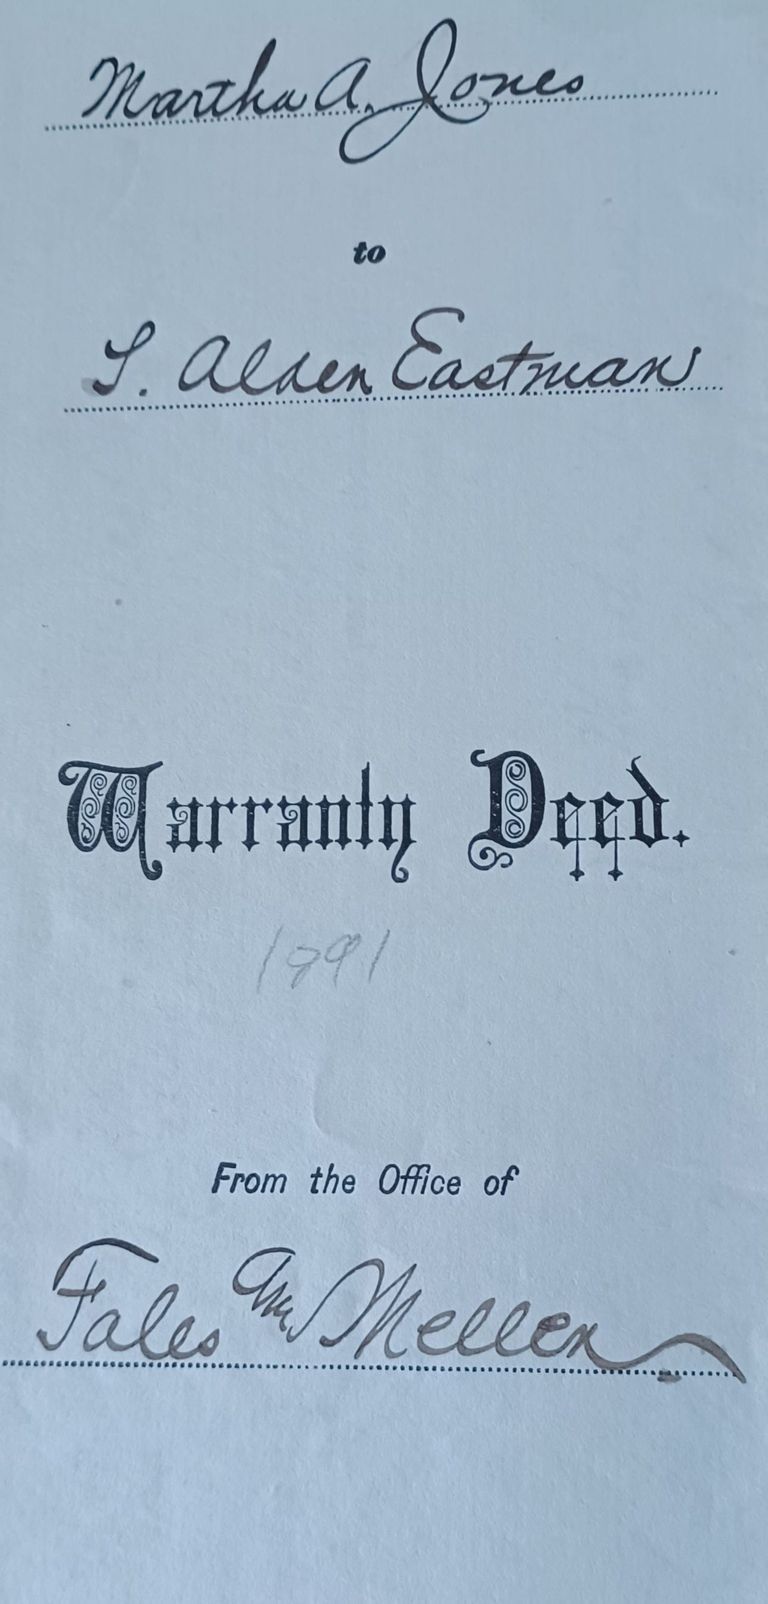 Martha A. Jones
to
S. Alden Eastman
Warranty Deed.
1891
From the Office of
Fales Mellen